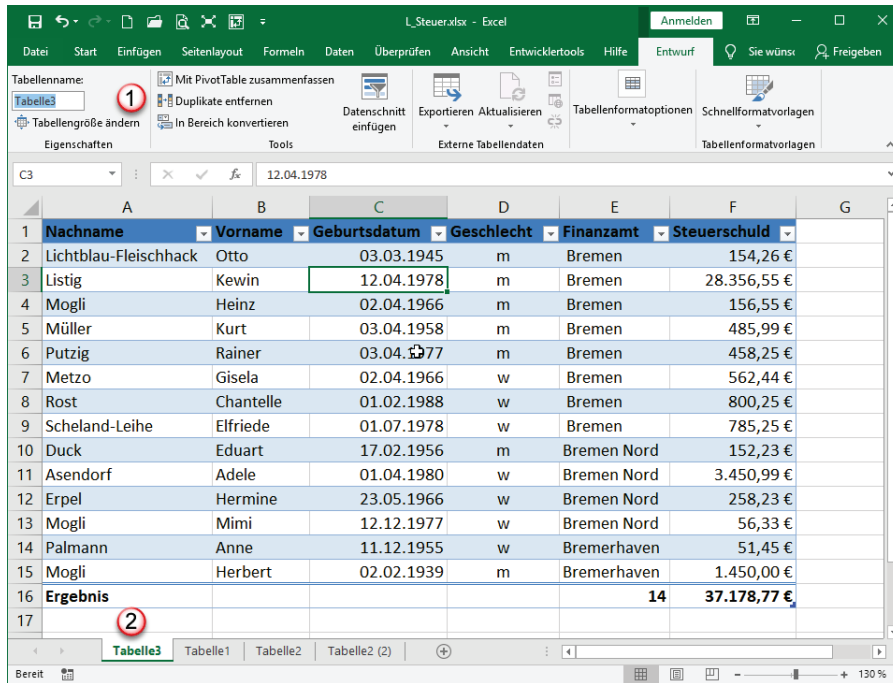 L_Steuer.xlsx - Excel Anmelden
Datei Start Einfügen Seitenlayout Formeln Daten Überprüfen Ansicht Entwicklertools Hilfe Entwurf Sie wünsc Freigeben
Tabellenname:
Tabelle3
Tabellengröße ändern
Eigenschaften
1
Mit PivotTable zusammenfassen
Duplikate entfernen
In Bereich konvertieren
Tools
Datenschnitt
einfügen
Exportieren Aktualisieren
Externe Tabellendaten
Tabellenformatoptionen
Schnellformatvorlagen
Tabellenformatvorlagen
C3 fx 12.04.1978
A B C D E F G
1 Nachname Vorname Geburtsdatum Geschlecht Finanzamt Steuerschuld
2 Lichtblau-Fleischhack Otto 03.03.1945 m Bremen 154,26 €
3 Listig Kewin 12.04.1978 m Bremen 28.356,55 €
4 Mogli Heinz 02.04.1966 m Bremen 156,55 €
5 Müller Kurt 03.04.1958 m Bremen 485,99 €
6 Putzig Rainer 03.04.1977 m Bremen 458,25 €
7 Metzo Gisela 02.04.1966 w Bremen 562,44 €
8 Rost Chantelle 01.02.1988 w Bremen 800,25 €
9 Scheland-Leihe Elfriede 01.07.1978 w Bremen 785,25 €
10 Duck Eduart 17.02.1956 m Bremen Nord 152,23 €
11 Asendorf Adele 01.04.1980 w Bremen Nord 3.450,99 €
12 Erpel Hermine 23.05.1966 w Bremen Nord 258,23 €
13 Mogli Mimi 12.12.1977 w Bremen Nord 56,33 €
14 Palmann Anne 11.12.1955 w Bremerhaven 51,45 €
15 Mogli Herbert 02.02.1939 m Bremerhaven 1.450,00 €
16 Ergebnis 14 37.178,77 €
17
2
Tabelle3 Tabelle1 Tabelle2 Tabelle2 (2)
Bereit 130 %